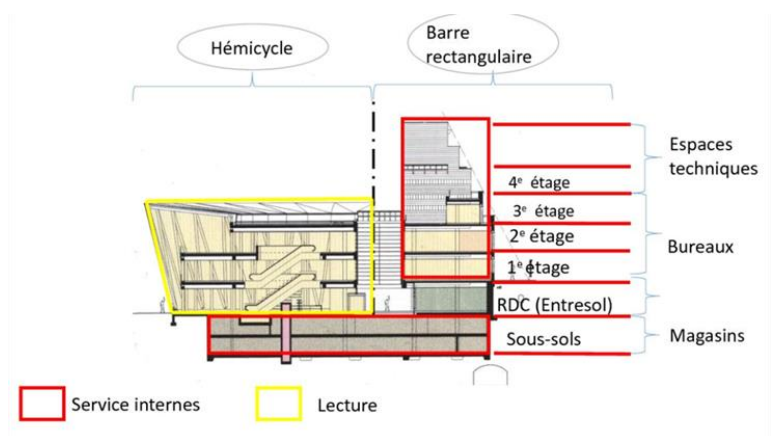 Hémicycle
Barre
rectangulaire
Espaces
techniques
4e étage
3e étage
2e étage
Bureaux
1e étage
RDC (Entresol)
Sous-sols
Magasins
Service internes
Lecture